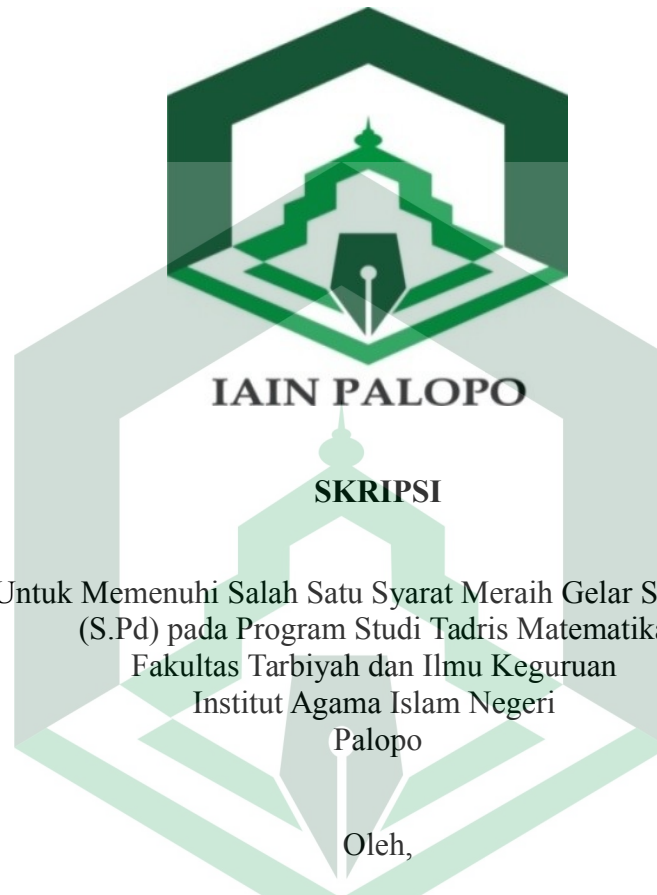 IAIN PALOPO
SKRIPSI
Untuk Memenuhi Salah Satu Syarat Meraih Gelar
(S.Pd) pada Program Studi Tadris Matematika
Fakultas Tarbiyah dan Ilmu Keguruan
Institut Agama Islam Negeri
Palopo
Oleh,